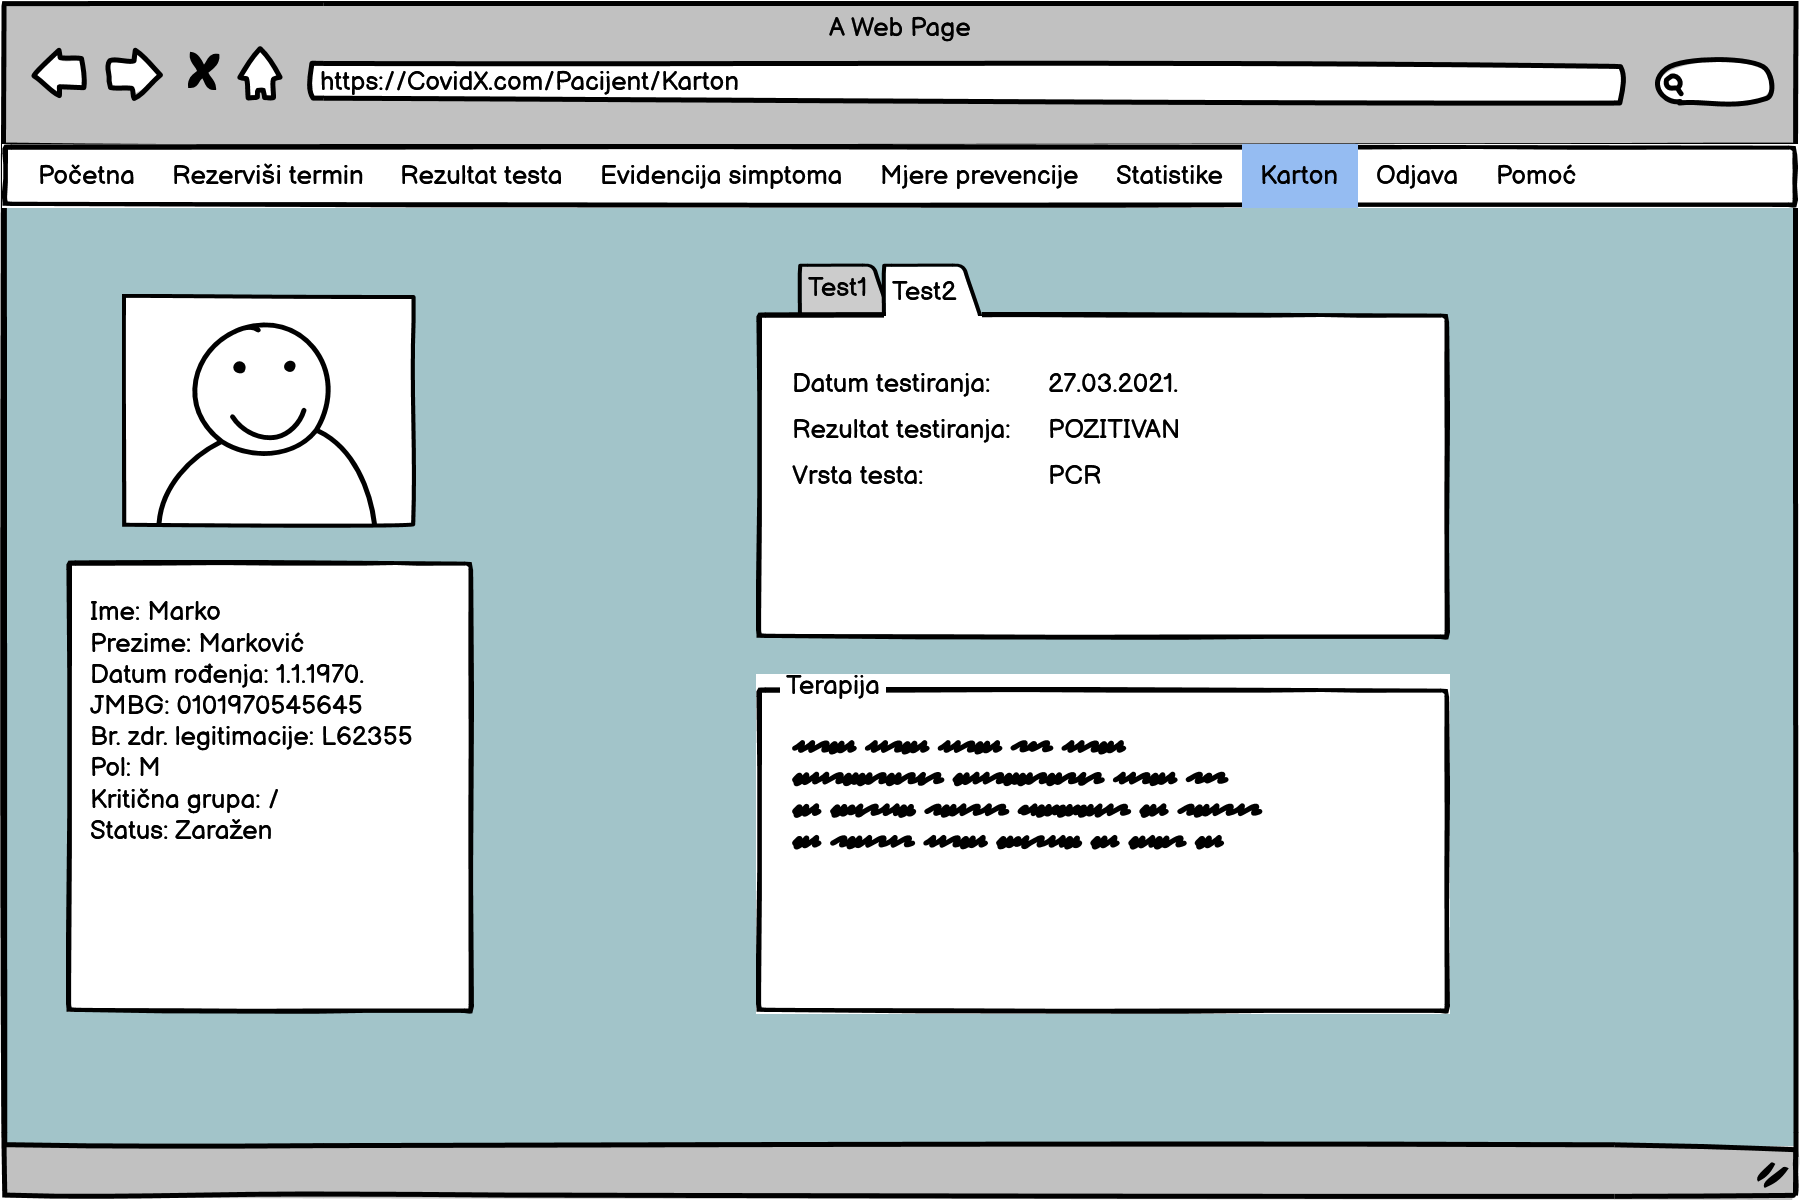 A Web Page
https://CovidX.com/Pacijent/Karton
Početna Rezerviši termin Rezultat testa Evidencija simptoma Mjere prevencije Statistike Karton Odjava Pomoć
Test1 Test2
Datum testiranja: 27.03.2021.
Rezultat testiranja: POZITIVAN
Vrsta testa: PCR
Ime: Marko
Prezime: Marković
Datum rođenja: 1.1.1970.
JMBG: 0101970545645
Br. zdr. legitimacije: L62355
Pol: M
Kritična grupa: /
Status: Zaražen
Terapija